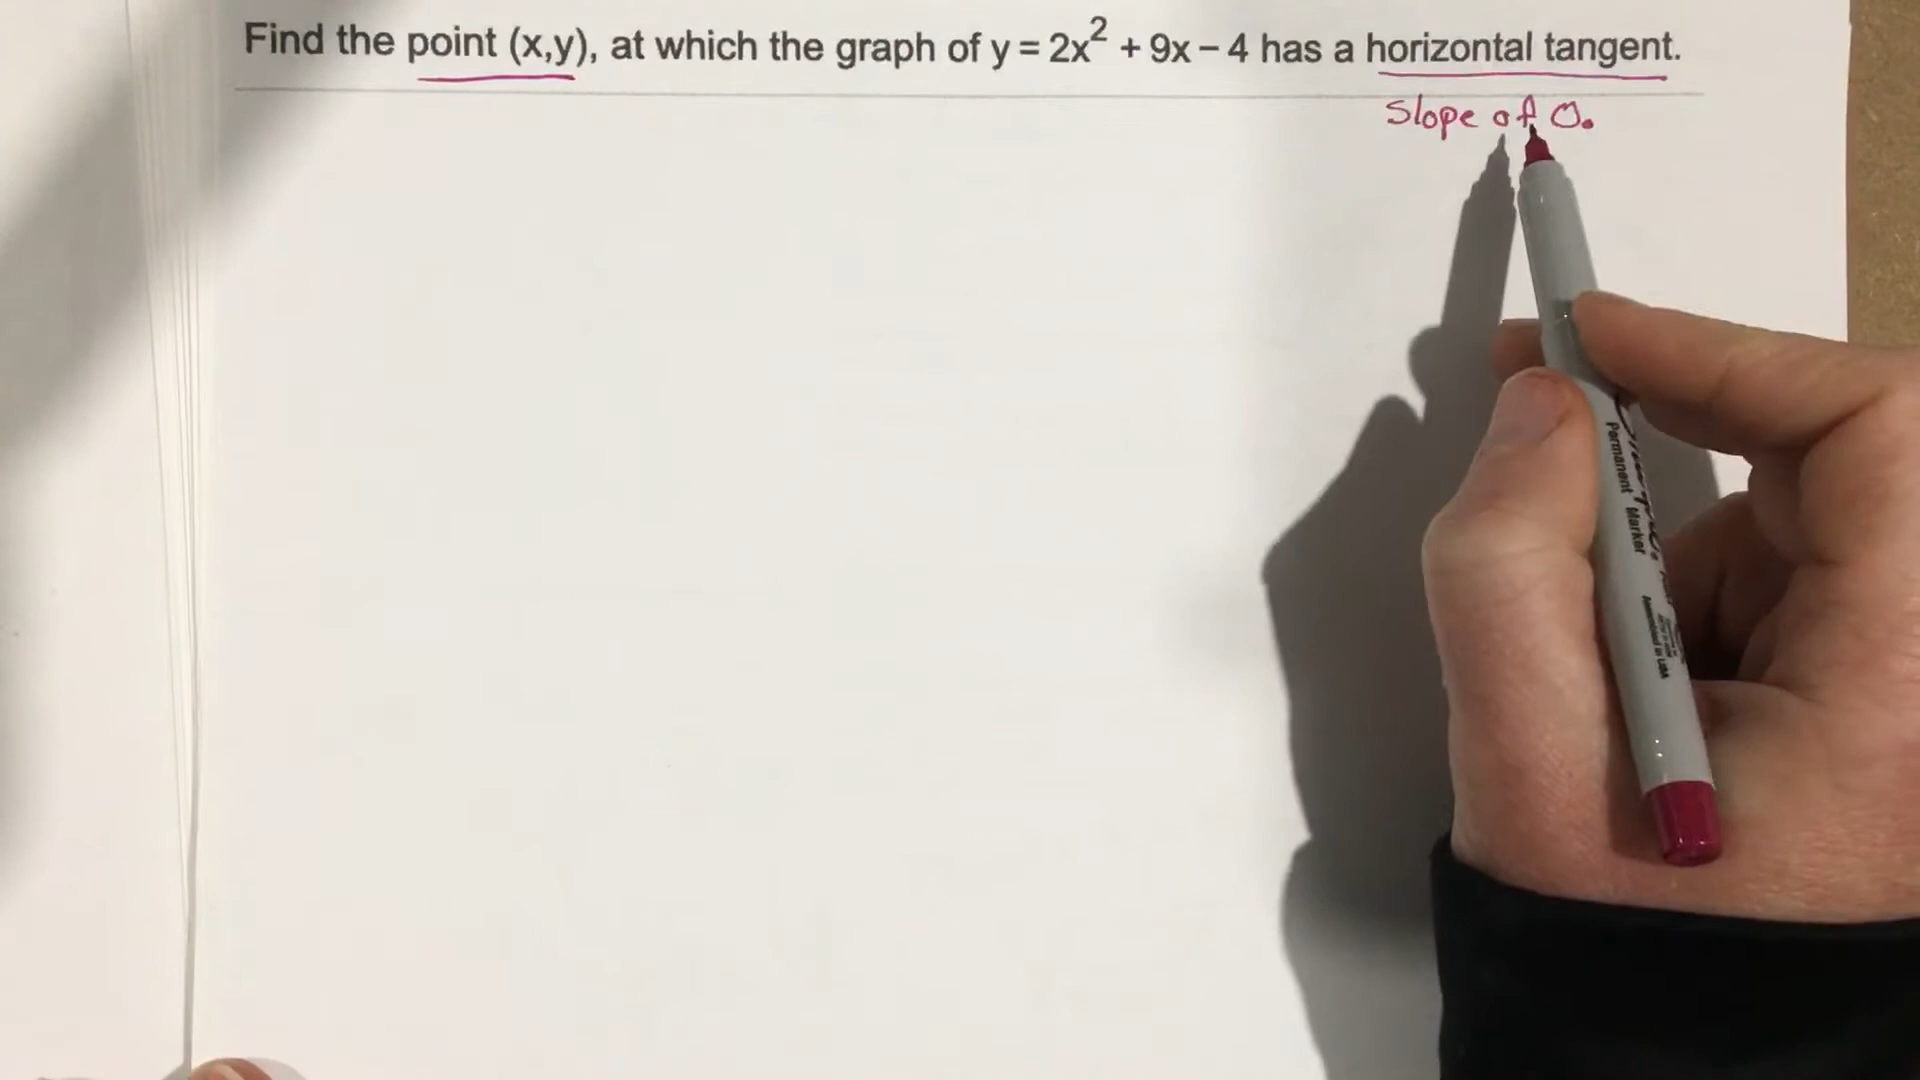 Find the point (x,y), at which the graph of y = 2x² + 9x − 4 has a horizontal tangent.
Slope of 0.
Permanent Marker